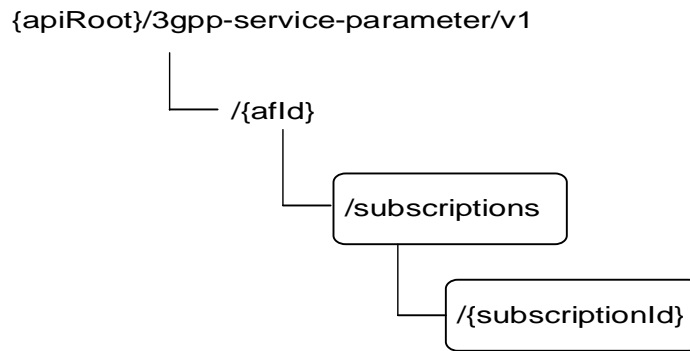 {apiRoot}/3gpp-service-parameter/v1
/{afId}
/subscriptions
/{subscriptionId}